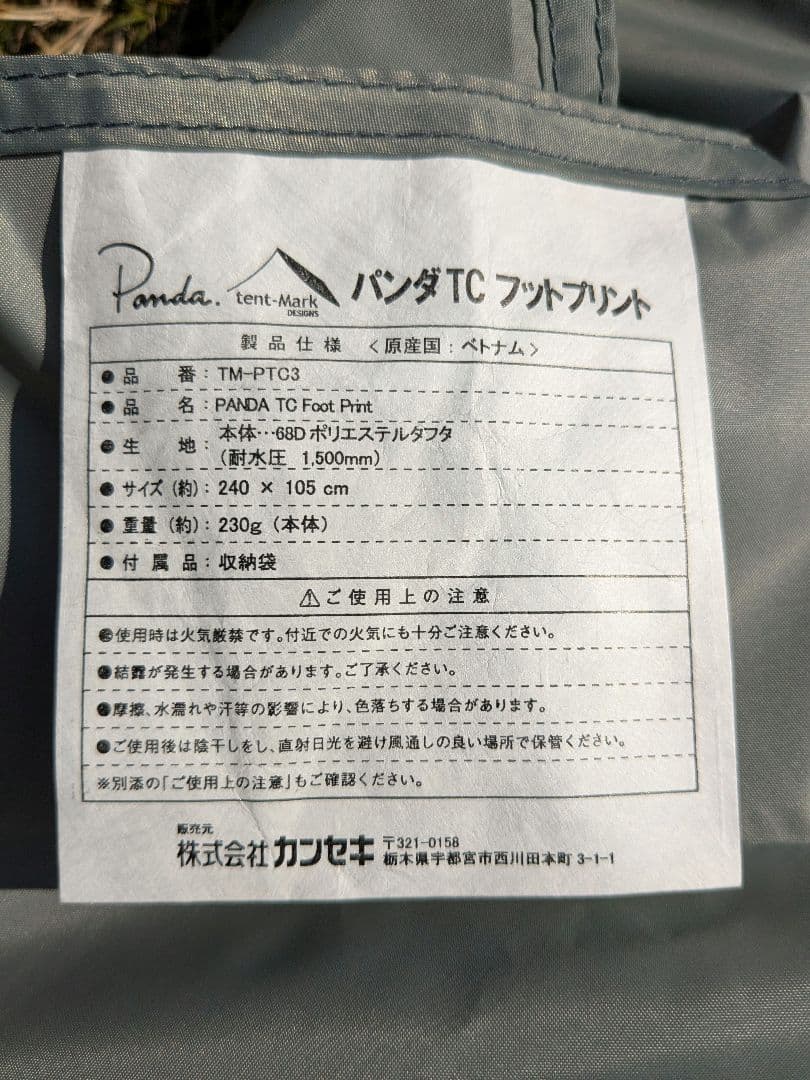 Panda. tent-Mark DESIGNS パンダTC フットプリント
製品仕様 〈原産国：ベトナム〉
●品　番：TM-PTC3
●品　名：PANDA TC Foot Print
●生　地：本体…68Dポリエステルタフタ
（耐水圧 1,500mm）
●サイズ（約）：240 × 105 cm
●重量（約）：230g（本体）
●付属品：収納袋
⚠ご使用上の注意
●使用時は火気厳禁です。付近での火気にも十分ご注意ください。
●結露が発生する場合があります。ご了承ください。
●摩擦、水濡れや汗等の影響により、色落ちする場合があります。
●ご使用後は陰干しをし、直射日光を避け風通しの良い場所で保管ください。
※別添の「ご使用上の注意」もご確認ください。
販売元
株式会社カンセキ 〒321-0158
栃木県宇都宮市西川田本町 3-1-1